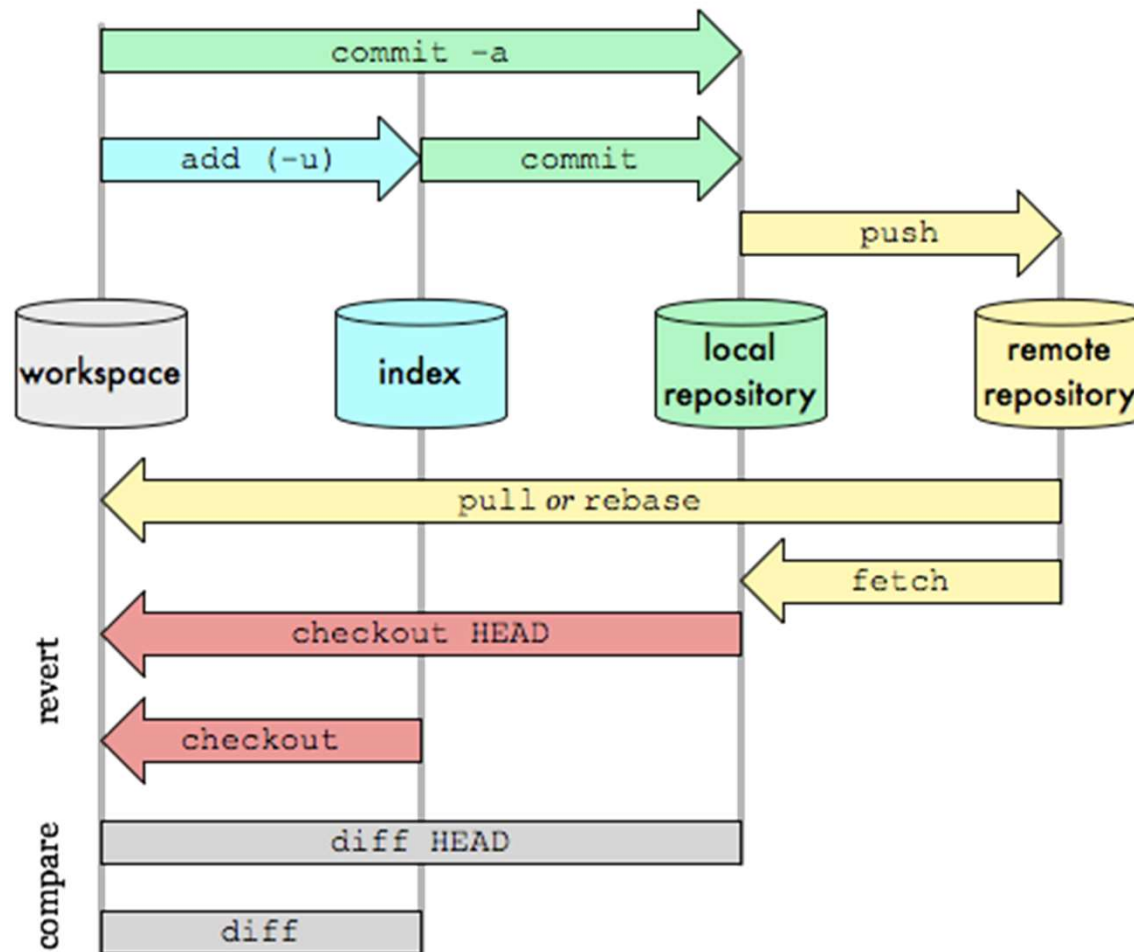 commit -a
add (-u)
commit
push
workspace
index
local
repository
remote
repository
pull or rebase
fetch
revert
checkout HEAD
checkout
compare
diff HEAD
diff